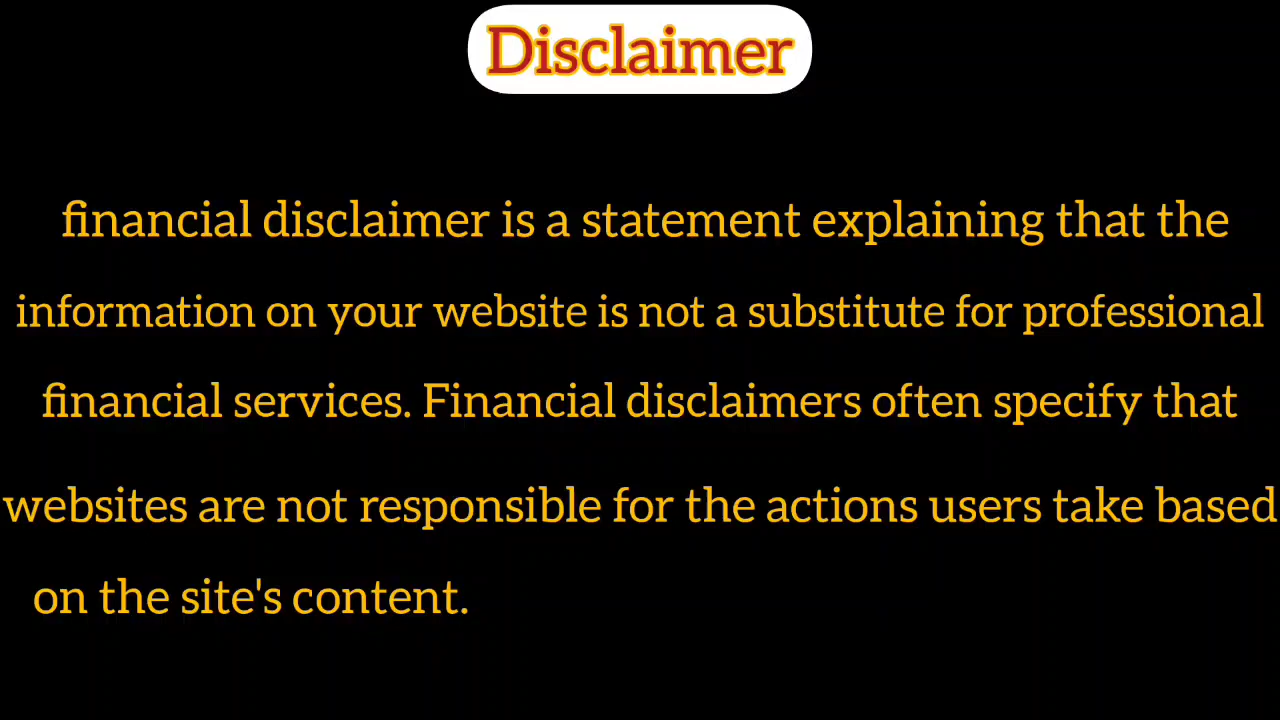 Disclaimer
financial disclaimer is a statement explaining that the
information on your website is not a substitute for professional
financial services. Financial disclaimers often specify that
websites are not responsible for the actions users take based
on the site's content.